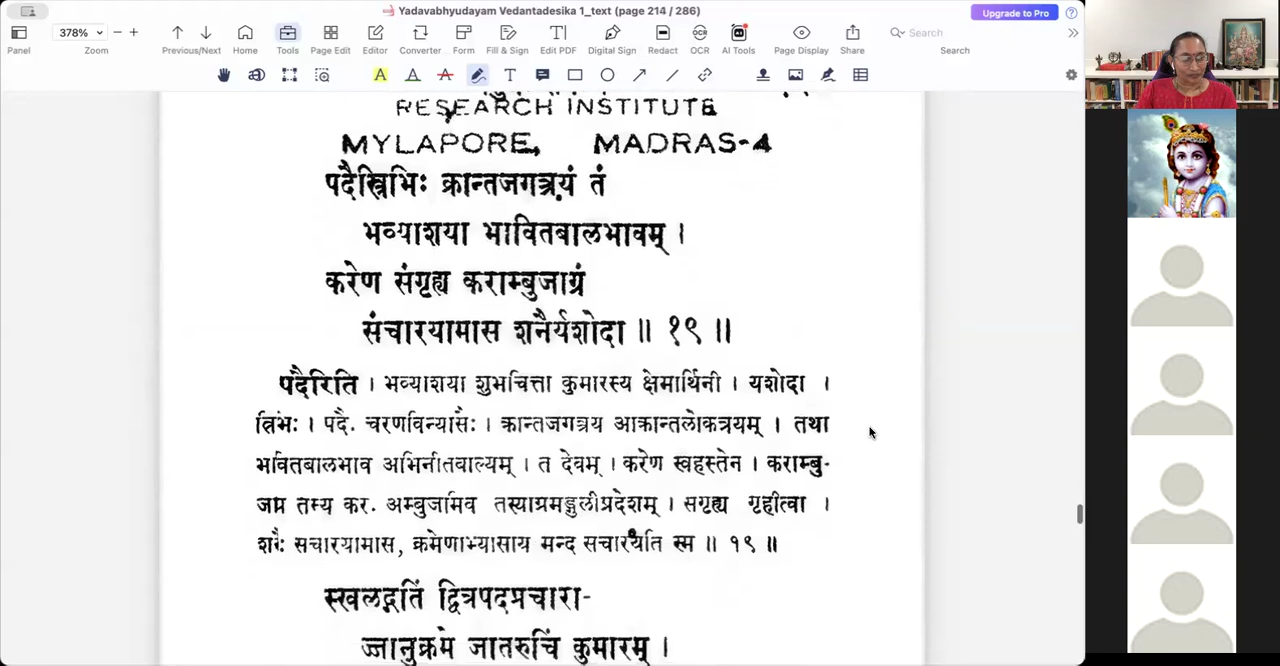 Yadavabhyudayam Vedantadesika 1_text (page 214 / 286)
Upgrade to Pro
378%
Search
Panel Zoom Previous/Next Home Tools Page Edit Editor Converter Form Fill & Sign Edit PDF Digital Sign Redact OCR AI Tools Page Display Share Search
RESEARCH INSTITUTE
MYLAPORE, MADRAS-4
पदैस्त्रिभिः क्रान्तजगत्त्रयं तं
भव्याशया भावितबालभावम् ।
करेण संगृह्य कराम्बुजाग्रं
संचारयामास शनैर्यशोदा ॥ १९ ॥
पदैरिति । भव्याशया शुभचित्ता कुमारस्य क्षेमार्थिनी । यशोदा ।
त्रिभिः । पदै. चरणविन्यासैः । क्रान्तजगत्त्रय आक्रान्तलोकत्रयम् । तथा
भवितबालभाव अभिनीतबाल्यम् । त देवम् । करेण स्वहस्तेन । कराम्बु-
तस्य कर. अम्बुजमिव तस्याग्रमङ्गुलीप्रदेशम् । सगृह्य गृहीत्वा ।
शनैः सचारयामास, क्रमेणाभ्यासाय मन्द सचारयति स्म ॥ १९ ॥
स्खलद्गतिं द्वित्रपदप्रचारा-
ज्जानुक्रमे जातरुचिं कुमारम् ।